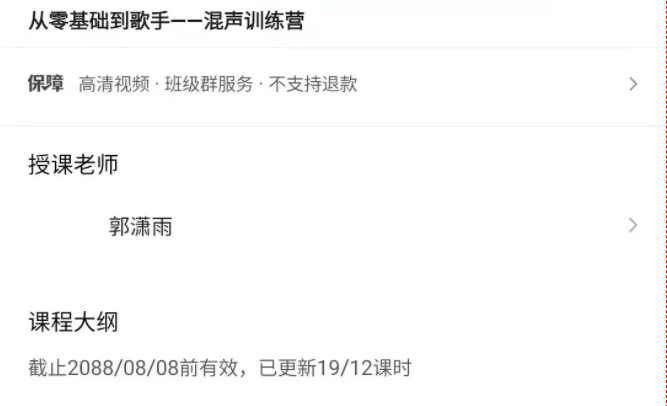 从零基础到歌手——混声训练营
保障 高清视频 · 班级群服务 · 不支持退款
授课老师
郭潇雨
课程大纲
截止2088/08/08前有效，已更新19/12课时